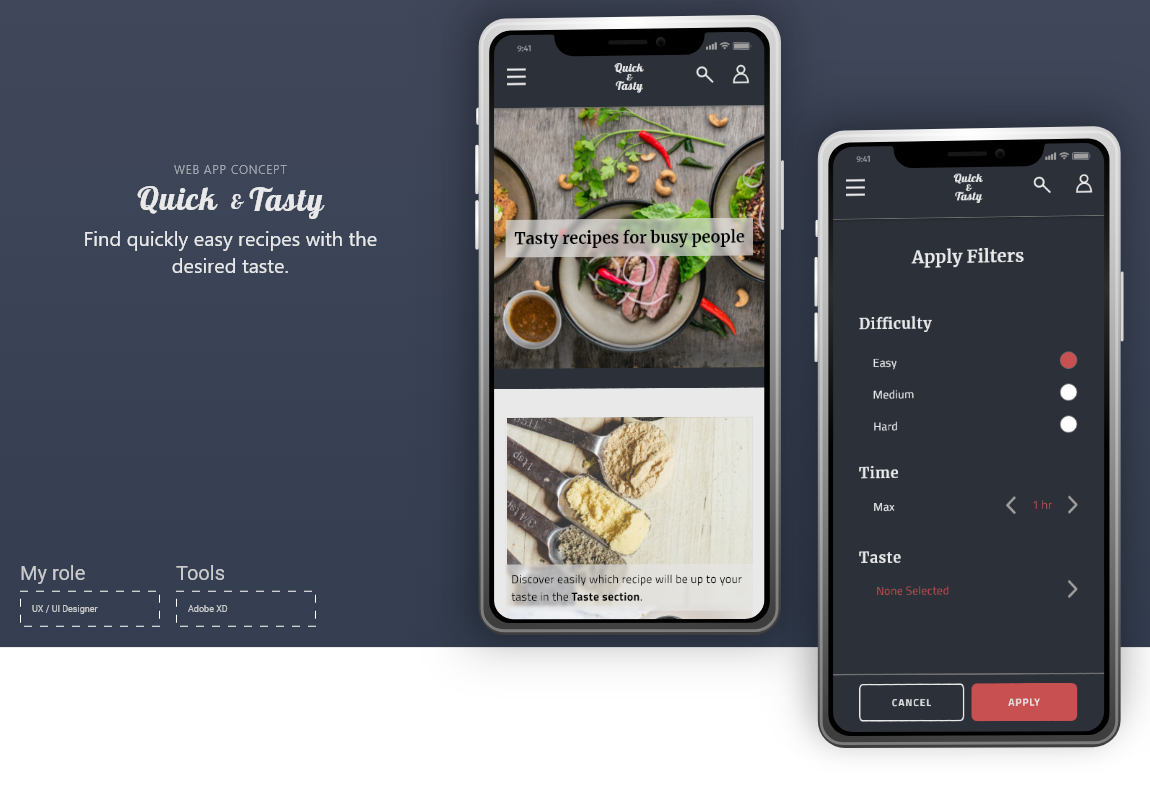 WEB APP CONCEPT
Quick & Tasty
Find quickly easy recipes with the
desired taste.
My role
Tools
UX / UI Designer
Adobe XD
9:41
Quick
&
Tasty
Tasty recipes for busy people
Discover easily which recipe will be up to your
taste in the Taste section.
9:41
Quick
&
Tasty
Apply Filters
Difficulty
Easy
Medium
Hard
Time
Max
1 hr
Taste
None Selected
CANCEL
APPLY